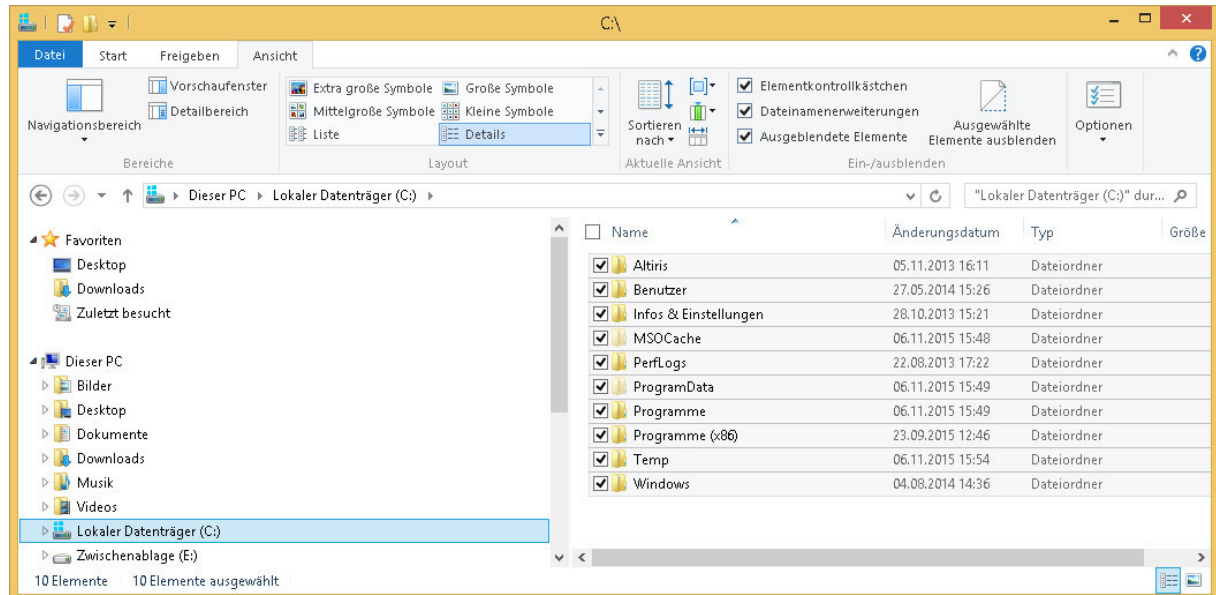 C:\
Datei Start Freigeben Ansicht
Navigationsbereich
Vorschaufenster
Detailbereich
Bereiche
Extra große Symbole Große Symbole
Mittelgroße Symbole Kleine Symbole
Liste Details
Layout
Sortieren
nach
Aktuelle Ansicht
Elementkontrollkästchen
Dateinamenerweiterungen
Ausgeblendete Elemente
Ausgewählte
Elemente ausblenden
Ein-/ausblenden
Optionen
Dieser PC Lokaler Datenträger (C:)
"Lokaler Datenträger (C:)" dur...
Favoriten
Desktop
Downloads
Zuletzt besucht
Dieser PC
Bilder
Desktop
Dokumente
Downloads
Musik
Videos
Lokaler Datenträger (C:)
Zwischenablage (E:)
Name Änderungsdatum Typ Größe
Altiris 05.11.2013 16:11 Dateiordner
Benutzer 27.05.2014 15:26 Dateiordner
Infos & Einstellungen 28.10.2013 15:21 Dateiordner
MSOCache 06.11.2015 15:48 Dateiordner
PerfLogs 22.08.2013 17:22 Dateiordner
ProgramData 06.11.2015 15:49 Dateiordner
Programme 06.11.2015 15:49 Dateiordner
Programme (x86) 23.09.2015 12:46 Dateiordner
Temp 06.11.2015 15:54 Dateiordner
Windows 04.08.2014 14:36 Dateiordner
10 Elemente 10 Elemente ausgewählt